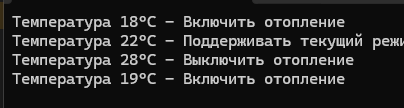 Температура 18°C – Включить отопление
Температура 22°C – Поддерживать текущий режи
Температура 28°C – Выключить отопление
Температура 19°C – Включить отопление